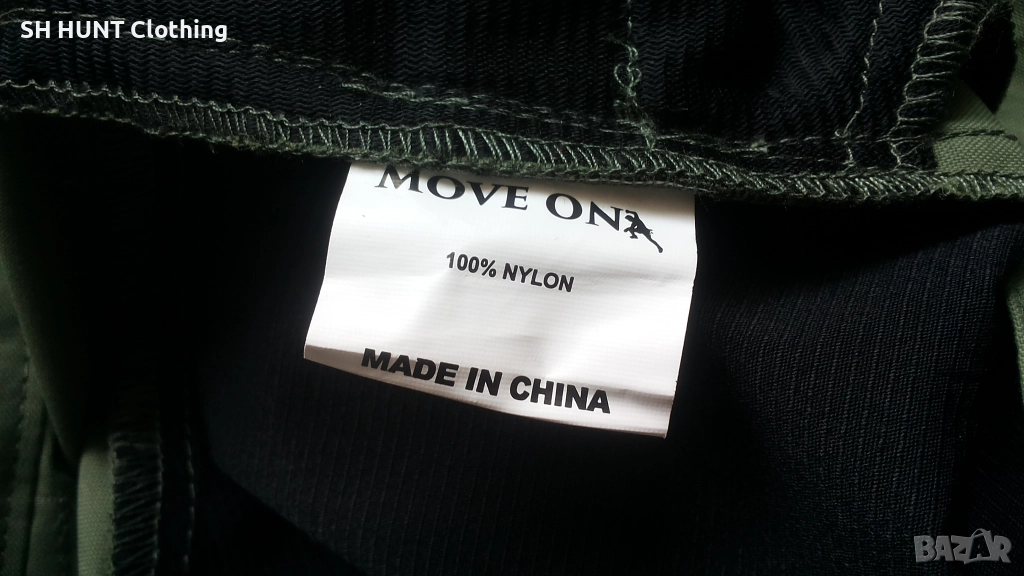 SH HUNT Clothing
MOVE ON
100% NYLON
MADE IN CHINA
BAZAR